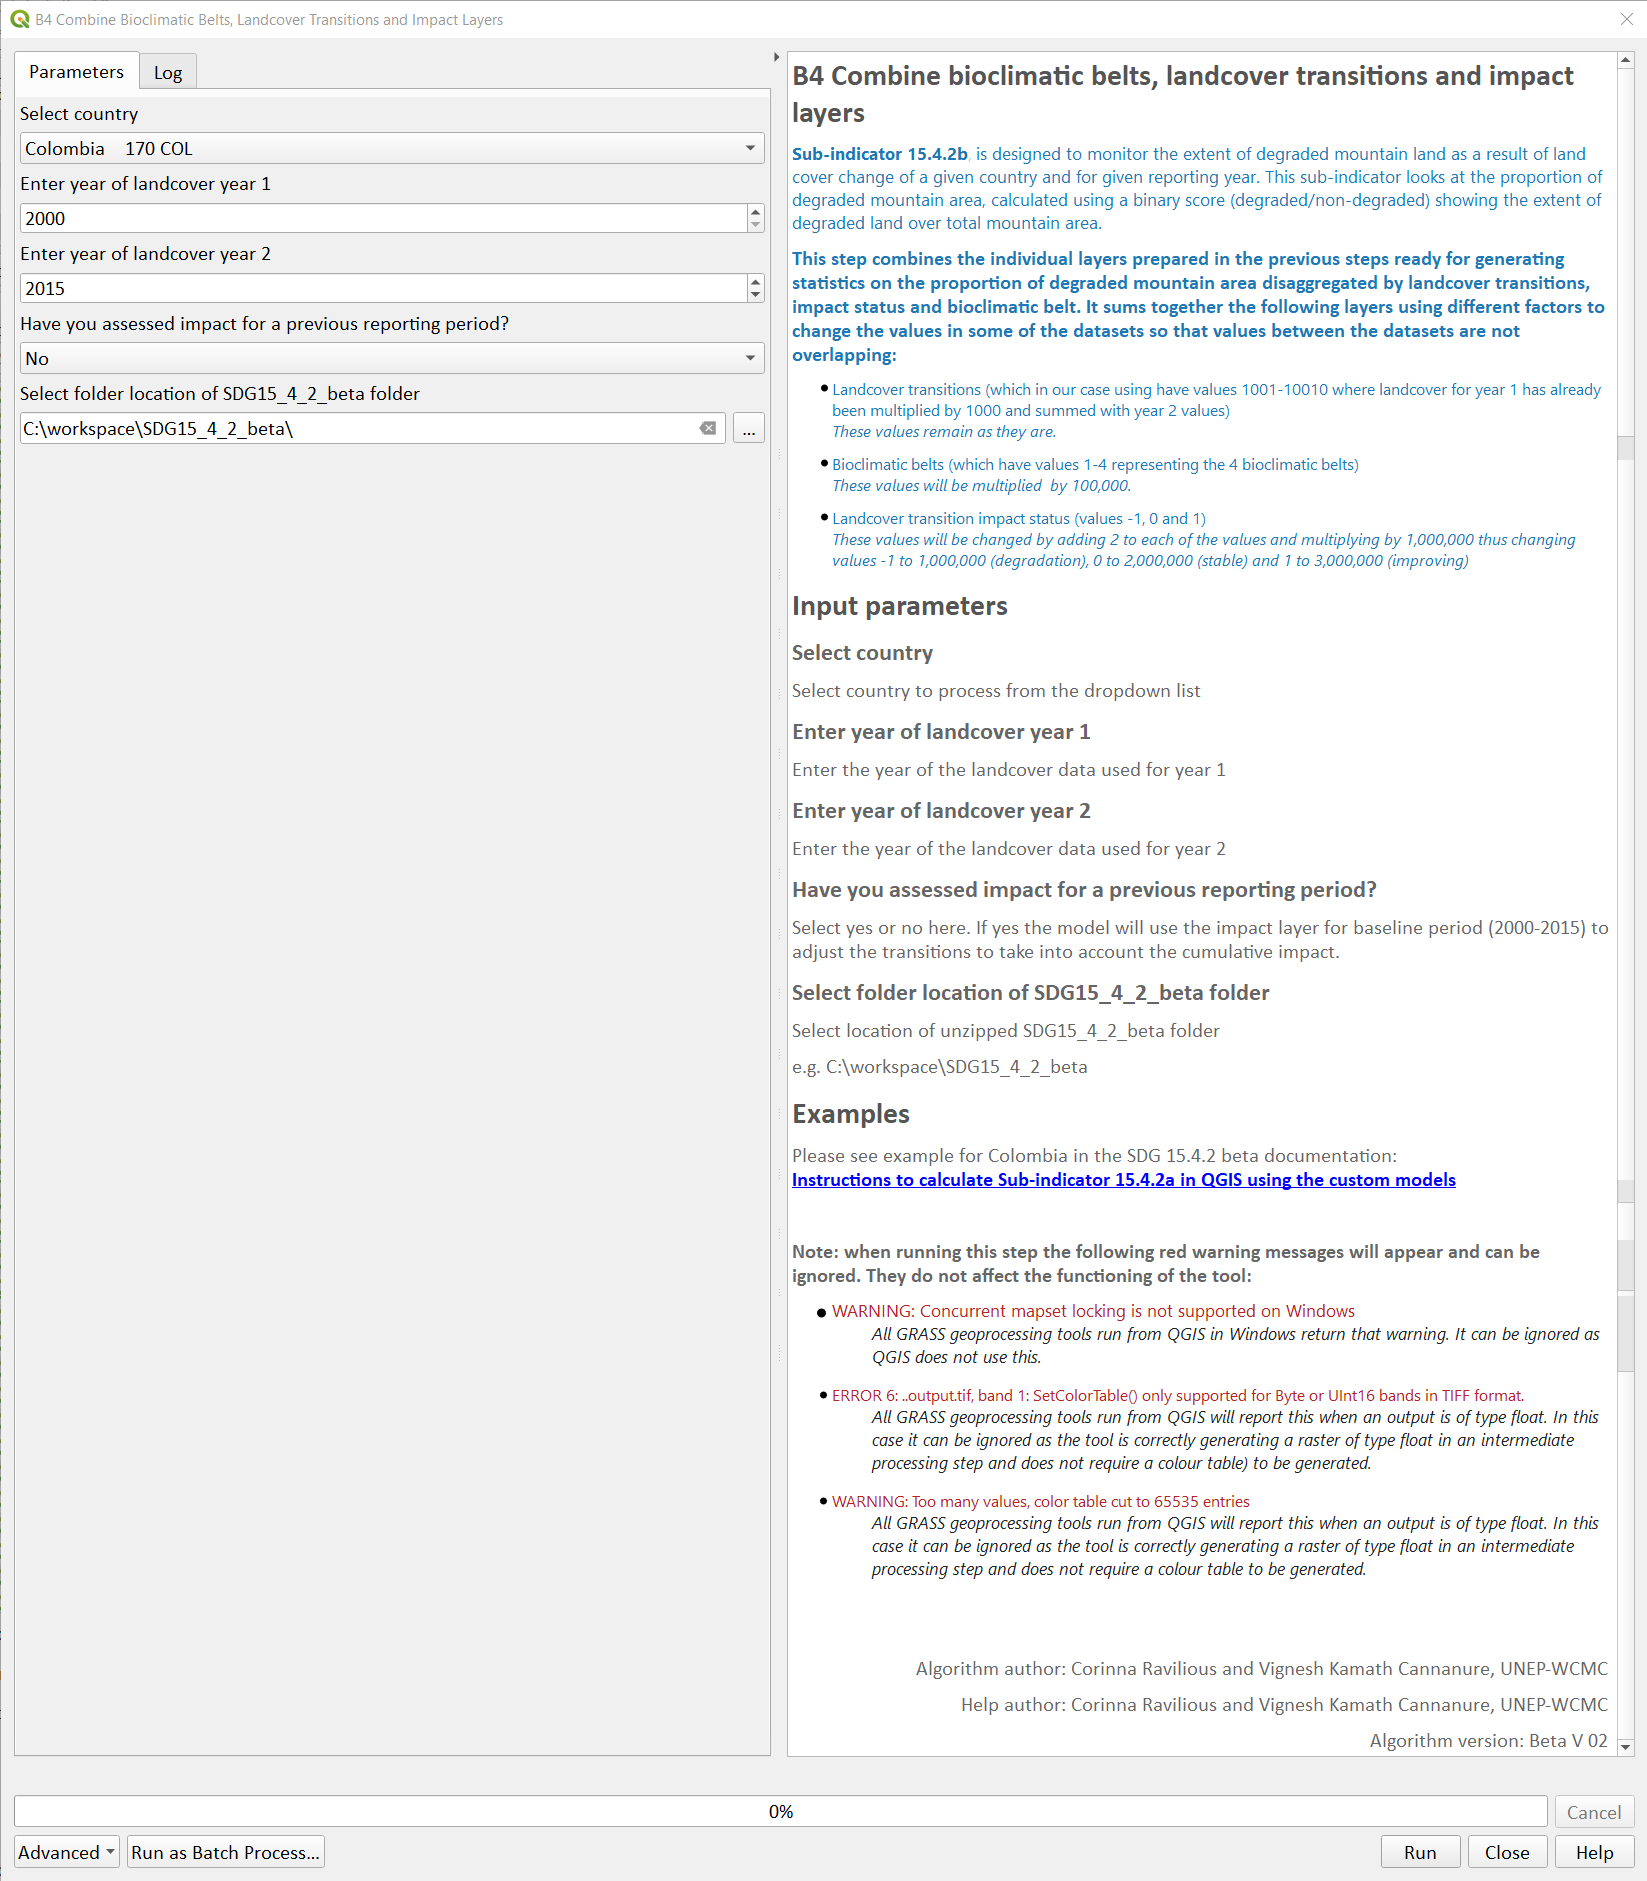 B4 Combine Bioclimatic Belts, Landcover Transitions and Impact Layers
Parameters
Log
Select country
Colombia 170 COL
Enter year of landcover year 1
2000
Enter year of landcover year 2
2015
Have you assessed impact for a previous reporting period?
No
Select folder location of SDG15_4_2_beta folder
C:\workspace\SDG15_4_2_beta\
...
B4 Combine bioclimatic belts, landcover transitions and impact
layers
Sub-indicator 15.4.2b, is designed to monitor the extent of degraded mountain land as a result of land
cover change of a given country and for given reporting year. This sub-indicator looks at the proportion of
degraded mountain area, calculated using a binary score (degraded/non-degraded) showing the extent of
degraded land over total mountain area.
This step combines the individual layers prepared in the previous steps ready for generating
statistics on the proportion of degraded mountain area disaggregated by landcover transitions,
impact status and bioclimatic belt. It sums together the following layers using different factors to
change the values in some of the datasets so that values between the datasets are not
overlapping:
• Landcover transitions (which in our case using have values 1001-10010 where landcover for year 1 has already
been multiplied by 1000 and summed with year 2 values)
These values remain as they are.
• Bioclimatic belts (which have values 1-4 representing the 4 bioclimatic belts)
These values will be multiplied by 100,000.
• Landcover transition impact status (values -1, 0 and 1)
These values will be changed by adding 2 to each of the values and multiplying by 1,000,000 thus changing
values -1 to 1,000,000 (degradation), 0 to 2,000,000 (stable) and 1 to 3,000,000 (improving)
Input parameters
Select country
Select country to process from the dropdown list
Enter year of landcover year 1
Enter the year of the landcover data used for year 1
Enter year of landcover year 2
Enter the year of the landcover data used for year 2
Have you assessed impact for a previous reporting period?
Select yes or no here. If yes the model will use the impact layer for baseline period (2000-2015) to
adjust the transitions to take into account the cumulative impact.
Select folder location of SDG15_4_2_beta folder
Select location of unzipped SDG15_4_2_beta folder
e.g. C:\workspace\SDG15_4_2_beta
Examples
Please see example for Colombia in the SDG 15.4.2 beta documentation:
Instructions to calculate Sub-indicator 15.4.2a in QGIS using the custom models
Note: when running this step the following red warning messages will appear and can be
ignored. They do not affect the functioning of the tool:
• WARNING: Concurrent mapset locking is not supported on Windows
All GRASS geoprocessing tools run from QGIS in Windows return that warning. It can be ignored as
QGIS does not use this.
• ERROR 6: ..output.tif, band 1: SetColorTable() only supported for Byte or UInt16 bands in TIFF format.
All GRASS geoprocessing tools run from QGIS will report this when an output is of type float. In this
case it can be ignored as the tool is correctly generating a raster of type float in an intermediate
processing step and does not require a colour table) to be generated.
• WARNING: Too many values, color table cut to 65535 entries
All GRASS geoprocessing tools run from QGIS will report this when an output is of type float. In this
case it can be ignored as the tool is correctly generating a raster of type float in an intermediate
processing step and does not require a colour table to be generated.
Algorithm author: Corinna Ravilious and Vignesh Kamath Cannanure, UNEP-WCMC
Help author: Corinna Ravilious and Vignesh Kamath Cannanure, UNEP-WCMC
Algorithm version: Beta V 02
0%
Cancel
Advanced
Run as Batch Process...
Run
Close
Help